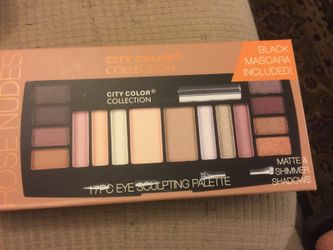 ROSE NUDES
CITY COLOR®
COLLECTION
BLACK
MASCARA
INCLUDED!
CITY COLOR®
COLLECTION
17PC EYE SCULPTING PALETTE
MATTE &
SHIMMER
SHADOWS